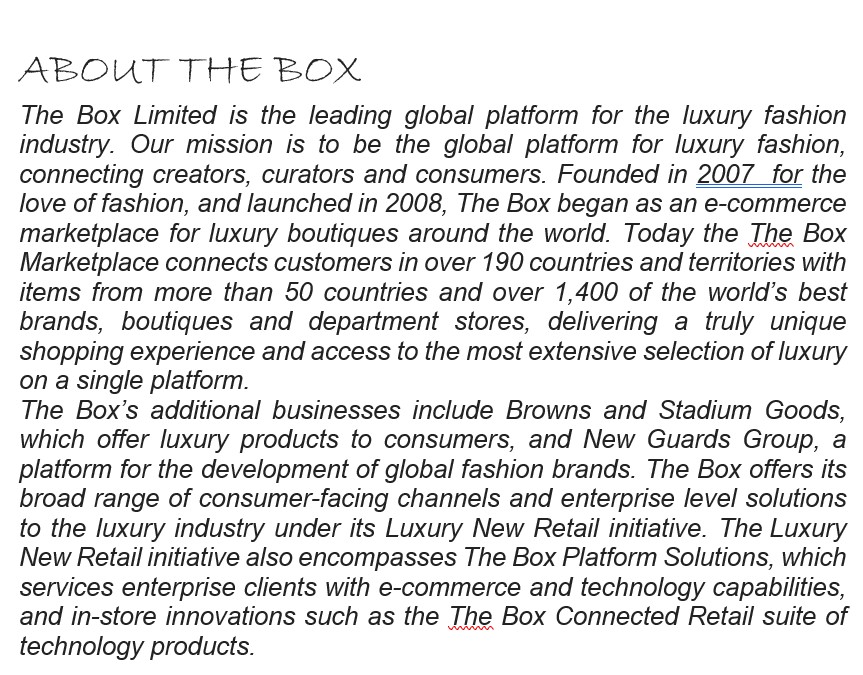 ABOUT THE BOX
The Box Limited is the leading global platform for the luxury fashion
industry. Our mission is to be the global platform for luxury fashion,
connecting creators, curators and consumers. Founded in 2007  for the
love of fashion, and launched in 2008, The Box began as an e-commerce
marketplace for luxury boutiques around the world. Today the The Box
Marketplace connects customers in over 190 countries and territories with
items from more than 50 countries and over 1,400 of the world’s best
brands, boutiques and department stores, delivering a truly unique
shopping experience and access to the most extensive selection of luxury
on a single platform.
The Box’s additional businesses include Browns and Stadium Goods,
which offer luxury products to consumers, and New Guards Group, a
platform for the development of global fashion brands. The Box offers its
broad range of consumer-facing channels and enterprise level solutions
to the luxury industry under its Luxury New Retail initiative. The Luxury
New Retail initiative also encompasses The Box Platform Solutions, which
services enterprise clients with e-commerce and technology capabilities,
and in-store innovations such as the The Box Connected Retail suite of
technology products.